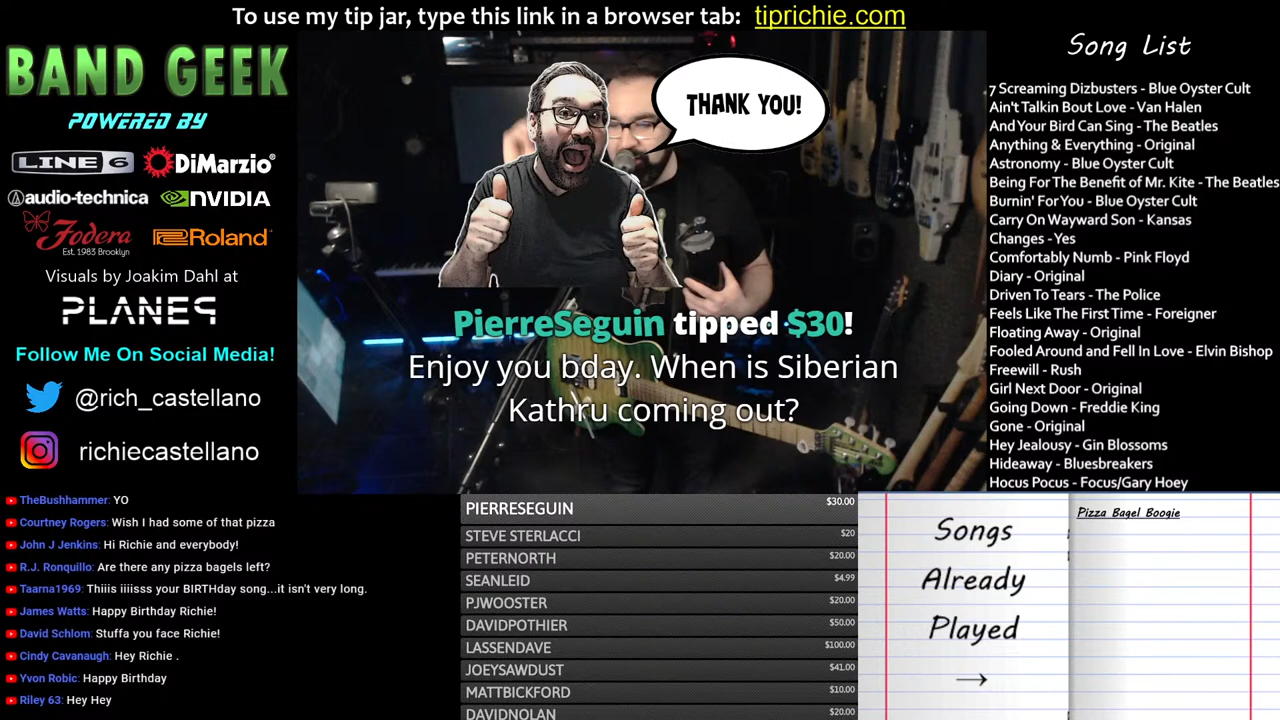 To use my tip jar, type this link in a browser tab: tiprichie.com
BAND GEEK
POWERED BY
LINE 6
DiMarzio®
audio-technica
NVIDIA
Fodera
Est. 1983 Brooklyn
Roland
Visuals by Joakim Dahl at
PLANE9
Follow Me On Social Media!
@rich_castellano
richiecastellano
THANK YOU!
PierreSeguin tipped $30!
Enjoy you bday. When is Siberian
Kathru coming out?
Song List
7 Screaming Dizbusters - Blue Oyster Cult
Ain't Talkin Bout Love - Van Halen
And Your Bird Can Sing - The Beatles
Anything & Everything - Original
Astronomy - Blue Oyster Cult
Being For The Benefit of Mr. Kite - The Beatles
Burnin' For You - Blue Oyster Cult
Carry On Wayward Son - Kansas
Changes - Yes
Comfortably Numb - Pink Floyd
Diary - Original
Driven To Tears - The Police
Feels Like The First Time - Foreigner
Floating Away - Original
Fooled Around and Fell In Love - Elvin Bishop
Freewill - Rush
Girl Next Door - Original
Going Down - Freddie King
Gone - Original
Hey Jealousy - Gin Blossoms
Hideaway - Bluesbreakers
Hocus Pocus - Focus/Gary Hoey
TheBushhammer: YO
Courtney Rogers: Wish I had some of that pizza
John J Jenkins: Hi Richie and everybody!
R.J. Ronquillo: Are there any pizza bagels left?
Taarna1969: Thiiis iiiisss your BIRTHday song...it isn't very long.
James Watts: Happy Birthday Richie!
David Schlom: Stuffa you face Richie!
Cindy Cavanaugh: Hey Richie .
Yvon Robic: Happy Birthday
Riley 63: Hey Hey
PIERRESEGUIN $30.00
STEVE STERLACCI $20
PETERNORTH $20.00
SEANLEID $4.99
PJWOOSTER $20.00
DAVIDPOTHIER $50.00
LASSENDAVE $100.00
JOEYSAWDUST $41.00
MATTBICKFORD $10.00
DAVIDNOLAN $20.00
Songs
Already
Played
→
Pizza Bagel Boogie